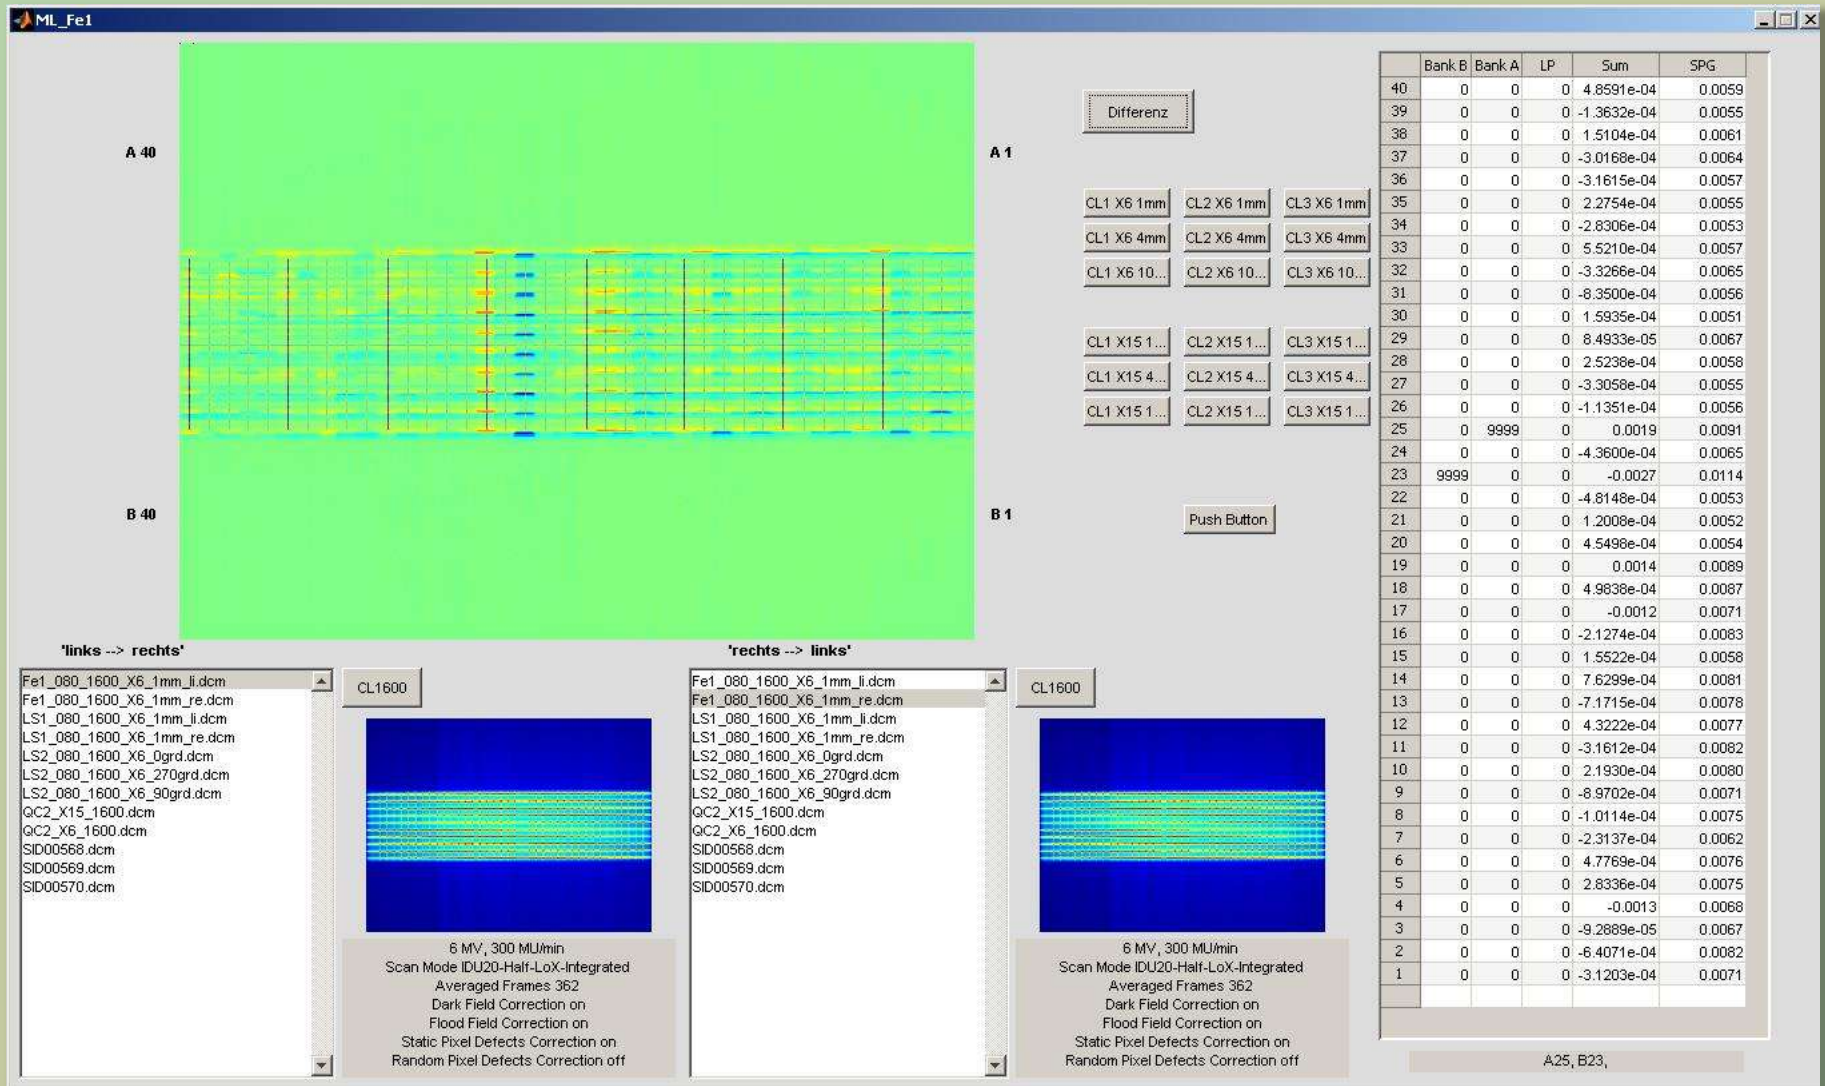 ML_Fe1
A 40
A 1
B 40
B 1
Differenz
CL1 X6 1mm CL2 X6 1mm CL3 X6 1mm
CL1 X6 4mm CL2 X6 4mm CL3 X6 4mm
CL1 X6 10... CL2 X6 10... CL3 X6 10...
CL1 X15 1... CL2 X15 1... CL3 X15 1...
CL1 X15 4... CL2 X15 4... CL3 X15 4...
CL1 X15 1... CL2 X15 1... CL3 X15 1...
Push Button
'links --> rechts'
Fe1_080_1600_X6_1mm_li.dcm
Fe1_080_1600_X6_1mm_re.dcm
LS1_080_1600_X6_1mm_li.dcm
LS1_080_1600_X6_1mm_re.dcm
LS2_080_1600_X6_0grd.dcm
LS2_080_1600_X6_270grd.dcm
LS2_080_1600_X6_90grd.dcm
QC2_X15_1600.dcm
QC2_X6_1600.dcm
SID00568.dcm
SID00569.dcm
SID00570.dcm
CL1600
6 MV, 300 MU/min
Scan Mode IDU20-Half-LoX-Integrated
Averaged Frames 362
Dark Field Correction on
Flood Field Correction on
Static Pixel Defects Correction on
Random Pixel Defects Correction off
'rechts --> links'
Fe1_080_1600_X6_1mm_li.dcm
Fe1_080_1600_X6_1mm_re.dcm
LS1_080_1600_X6_1mm_li.dcm
LS1_080_1600_X6_1mm_re.dcm
LS2_080_1600_X6_0grd.dcm
LS2_080_1600_X6_270grd.dcm
LS2_080_1600_X6_90grd.dcm
QC2_X15_1600.dcm
QC2_X6_1600.dcm
SID00568.dcm
SID00569.dcm
SID00570.dcm
CL1600
6 MV, 300 MU/min
Scan Mode IDU20-Half-LoX-Integrated
Averaged Frames 362
Dark Field Correction on
Flood Field Correction on
Static Pixel Defects Correction on
Random Pixel Defects Correction off
Bank B Bank A LP Sum SPG
40 0 0 0 4.8591e-04 0.0059
39 0 0 0 -1.3632e-04 0.0055
38 0 0 0 1.5104e-04 0.0061
37 0 0 0 -3.0168e-04 0.0064
36 0 0 0 -3.1615e-04 0.0057
35 0 0 0 2.2754e-04 0.0055
34 0 0 0 -2.8306e-04 0.0053
33 0 0 0 5.5210e-04 0.0057
32 0 0 0 -3.3266e-04 0.0065
31 0 0 0 -8.3500e-04 0.0056
30 0 0 0 1.5935e-04 0.0051
29 0 0 0 8.4933e-05 0.0067
28 0 0 0 2.5238e-04 0.0058
27 0 0 0 -3.3058e-04 0.0055
26 0 0 0 -1.1351e-04 0.0056
25 0 9999 0 0.0019 0.0091
24 0 0 0 -4.3600e-04 0.0065
23 9999 0 0 -0.0027 0.0114
22 0 0 0 -4.8148e-04 0.0053
21 0 0 0 1.2008e-04 0.0052
20 0 0 0 4.5498e-04 0.0054
19 0 0 0 0.0014 0.0089
18 0 0 0 4.9838e-04 0.0087
17 0 0 0 -0.0012 0.0071
16 0 0 0 -2.1274e-04 0.0083
15 0 0 0 1.5522e-04 0.0058
14 0 0 0 7.6299e-04 0.0081
13 0 0 0 -7.1715e-04 0.0078
12 0 0 0 4.3222e-04 0.0077
11 0 0 0 -3.1612e-04 0.0082
10 0 0 0 2.1930e-04 0.0080
9 0 0 0 -8.9702e-04 0.0071
8 0 0 0 -1.0114e-04 0.0075
7 0 0 0 -2.3137e-04 0.0062
6 0 0 0 4.7769e-04 0.0076
5 0 0 0 2.8336e-04 0.0075
4 0 0 0 -0.0013 0.0068
3 0 0 0 -9.2889e-05 0.0067
2 0 0 0 -6.4071e-04 0.0082
1 0 0 0 -3.1203e-04 0.0071
A25, B23,